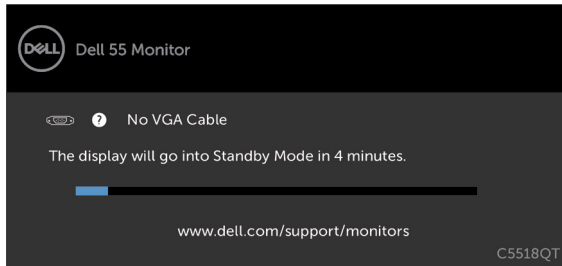 DELL
Dell 55 Monitor
? No VGA Cable
The display will go into Standby Mode in 4 minutes.
www.dell.com/support/monitors
C5518QT